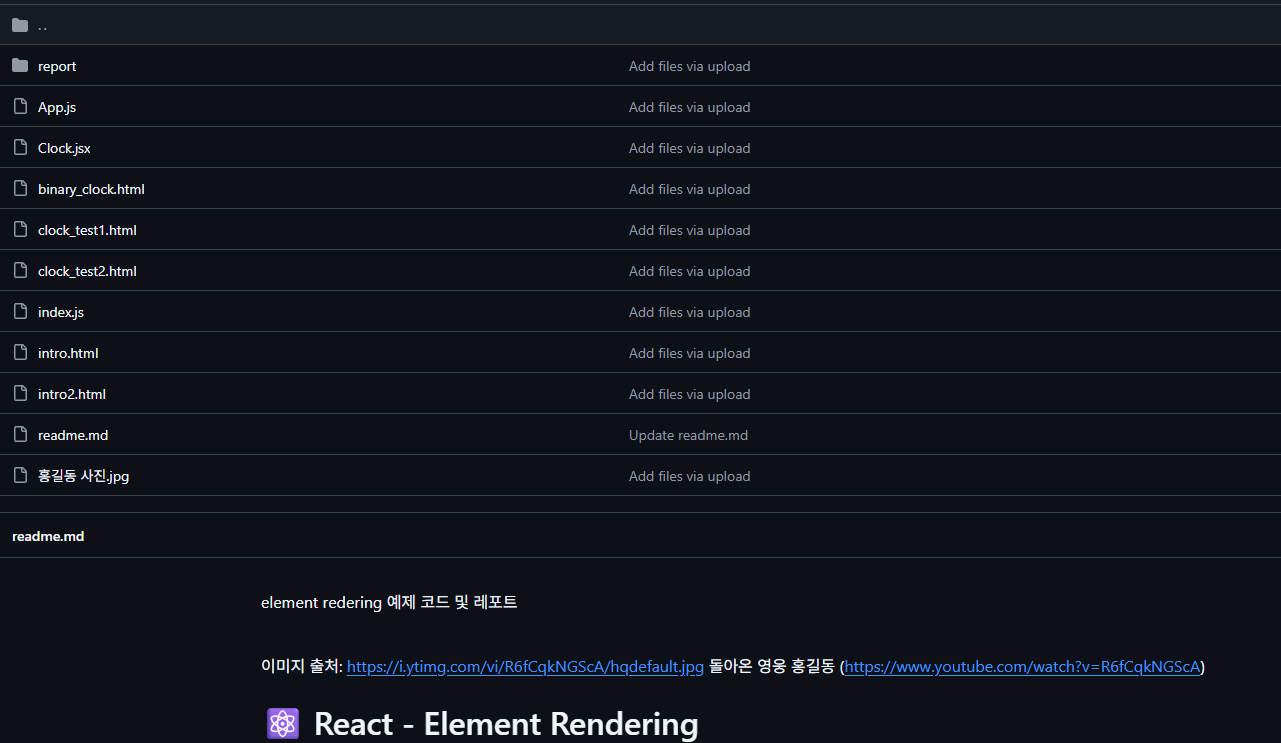 ..
report Add files via upload
App.js Add files via upload
Clock.jsx Add files via upload
binary_clock.html Add files via upload
clock_test1.html Add files via upload
clock_test2.html Add files via upload
index.js Add files via upload
intro.html Add files via upload
intro2.html Add files via upload
readme.md Update readme.md
홍길동 사진.jpg Add files via upload
readme.md
element redering 예제 코드 및 레포트
이미지 출처: https://i.ytimg.com/vi/R6fCqkNGScA/hqdefault.jpg 돌아온 영웅 홍길동 (https://www.youtube.com/watch?v=R6fCqkNGScA)
⚛️ React - Element Rendering